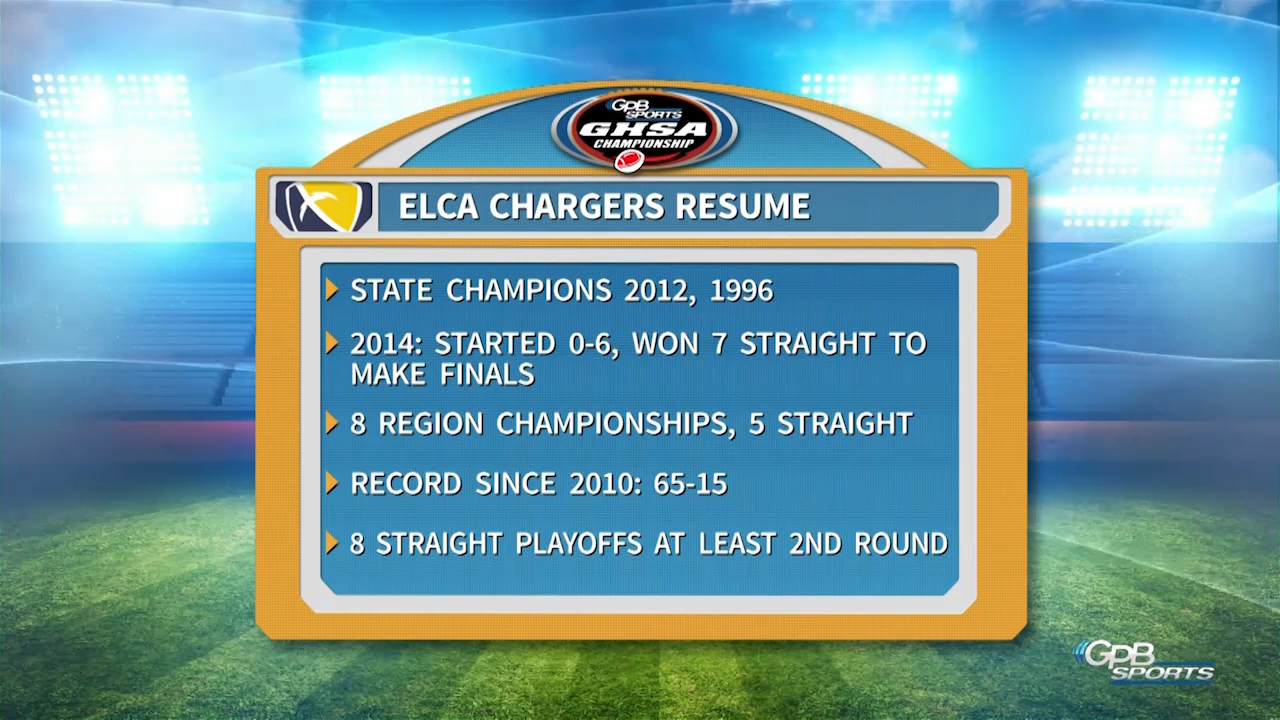 GPB
SPORTS
GHSA
CHAMPIONSHIP
ELCA CHARGERS RESUME
STATE CHAMPIONS 2012, 1996
2014: STARTED 0-6, WON 7 STRAIGHT TO
MAKE FINALS
8 REGION CHAMPIONSHIPS, 5 STRAIGHT
RECORD SINCE 2010: 65-15
8 STRAIGHT PLAYOFFS AT LEAST 2ND ROUND
GPB
SPORTS